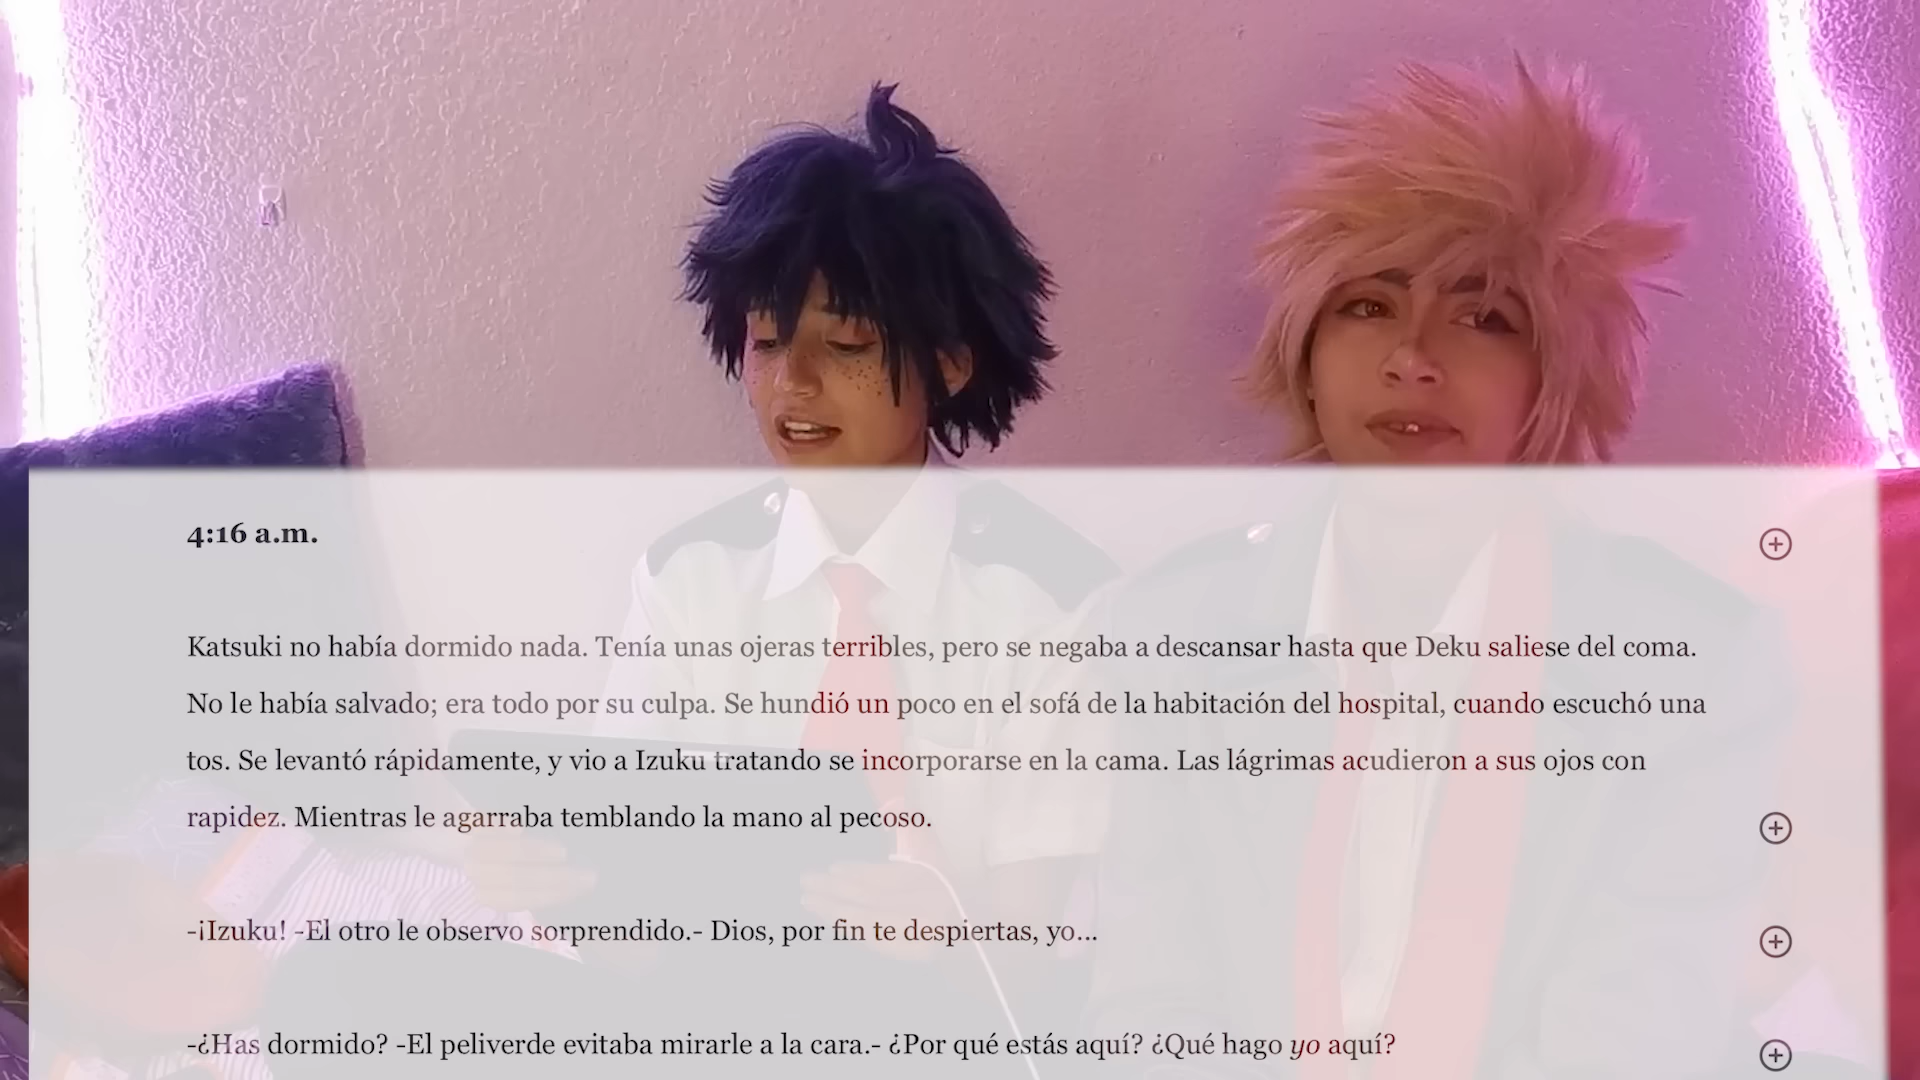 4:16 a.m.
Katsuki no había dormido nada. Tenía unas ojeras terribles, pero se negaba a descansar hasta que Deku saliese del coma.
No le había salvado; era todo por su culpa. Se hundió un poco en el sofá de la habitación del hospital, cuando escuchó una
tos. Se levantó rápidamente, y vio a Izuku tratando se incorporarse en la cama. Las lágrimas acudieron a sus ojos con
rapidez. Mientras le agarraba temblando la mano al pecoso.
-¡Izuku! -El otro le observo sorprendido.- Dios, por fin te despiertas, yo...
-¿Has dormido? -El peliverde evitaba mirarle a la cara.- ¿Por qué estás aquí? ¿Qué hago yo aquí?